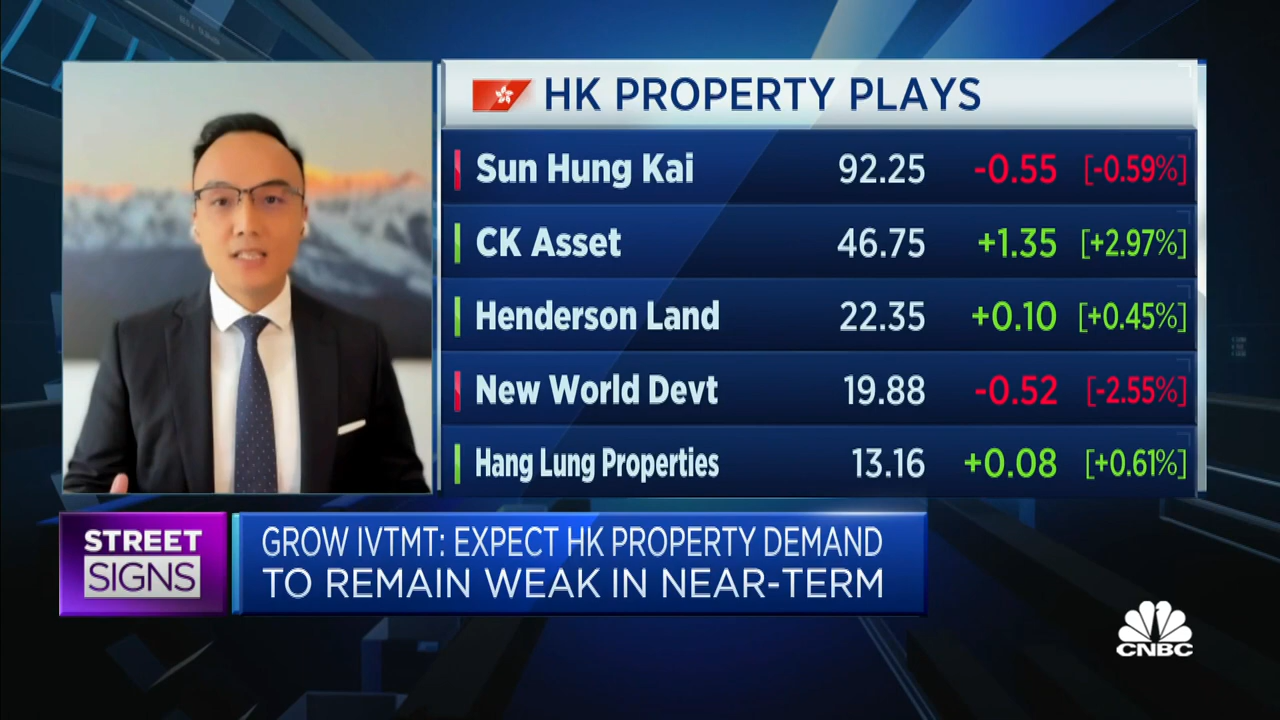 HK PROPERTY PLAYS
Sun Hung Kai 92.25 -0.55 [-0.59%]
CK Asset 46.75 +1.35 [+2.97%]
Henderson Land 22.35 +0.10 [+0.45%]
New World Devt 19.88 -0.52 [-2.55%]
Hang Lung Properties 13.16 +0.08 [+0.61%]
STREET
SIGNS
GROW IVTMT: EXPECT HK PROPERTY DEMAND
TO REMAIN WEAK IN NEAR-TERM
CNBC